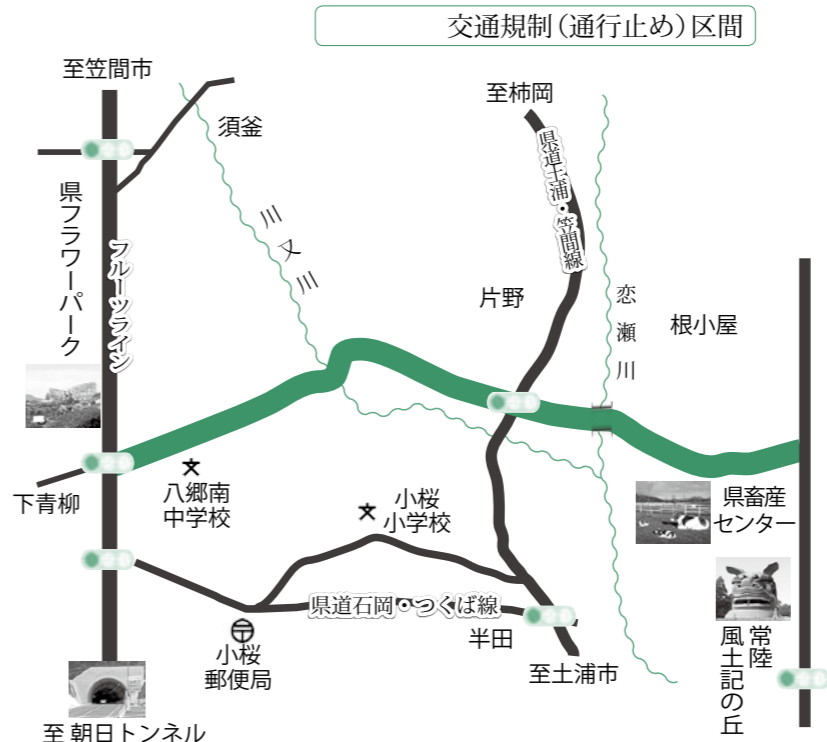 交通規制（通行止め）区間
至笠間市
須釜
至柿岡
県道土浦・笠間線
県フラワーパーク
フルーツライン
川又川
片野
恋瀬川
根小屋
下青柳
八郷南
中学校
小桜
小学校
県畜産
センター
県道石岡・つくば線
半田
小桜
郵便局
至土浦市
常陸
風土記の丘
至 朝日トンネル